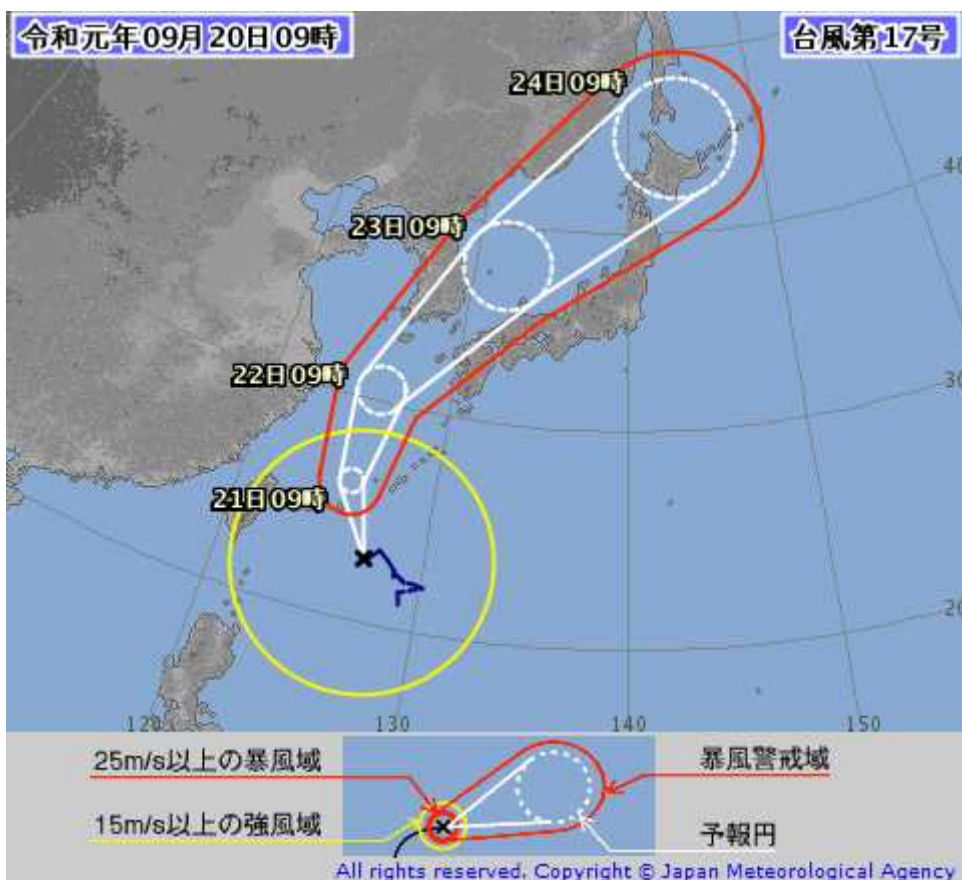 令和元年09月20日09時
台風第17号
24日09時
40
23日09時
22日09時
30
21日09時
20
120
130
140
150
25m/s以上の暴風域
暴風警戒域
15m/s以上の強風域
予報円
All rights reserved. Copyright © Japan Meteorological Agency